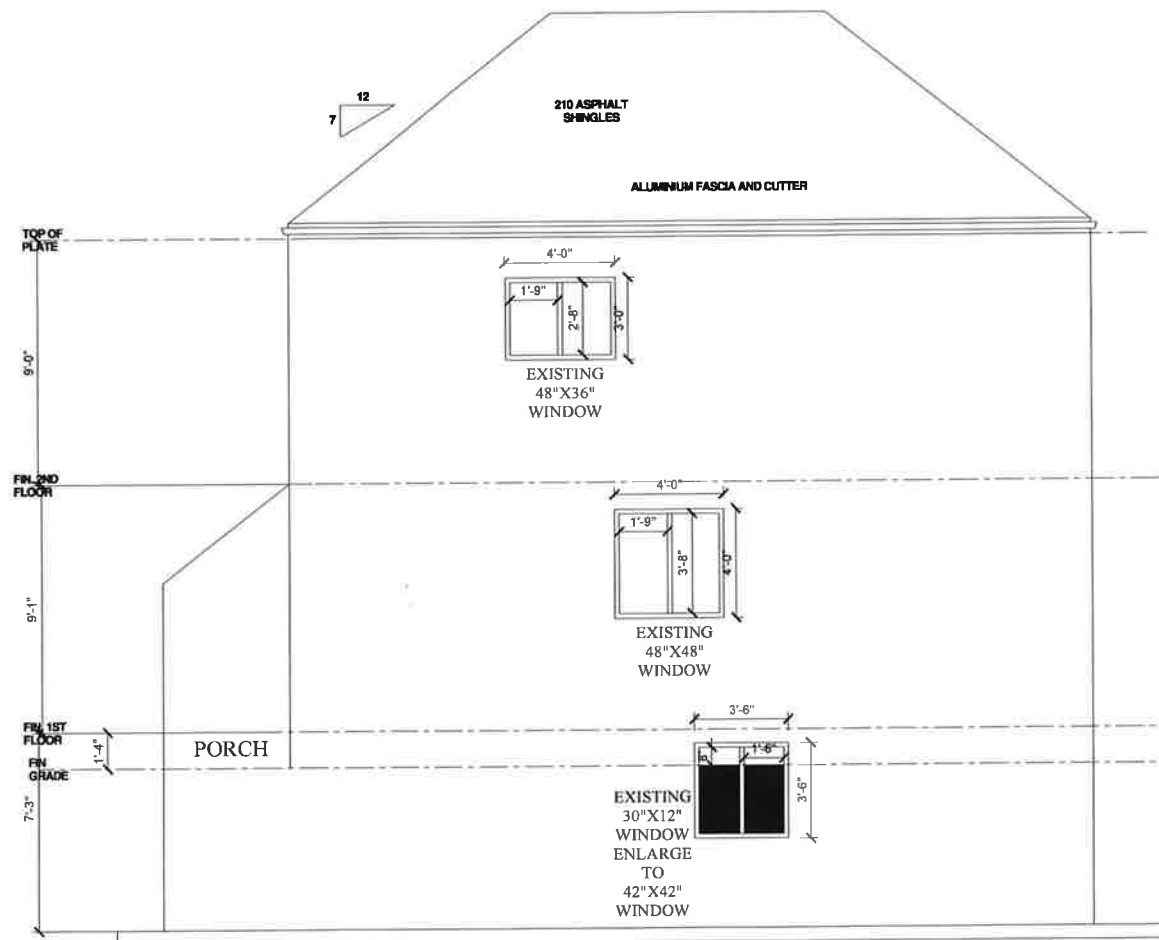 12
7
210 ASPHALT
SHINGLES
ALUMINIUM FASCIA AND CUTTER
TOP OF
PLATE
4'-0"
1'-9"
2'-8"
3'-0"
9'-0"
EXISTING
48"X36"
WINDOW
FIN. 2ND
FLOOR
4'-0"
1'-9"
3'-8"
4'-0"
9'-1"
EXISTING
48"X48"
WINDOW
3'-6"
FIN. 1ST
FLOOR
1'-4"
PORCH
1'-6"
FIN
GRADE
3'-6"
7'-3"
EXISTING
30"X12"
WINDOW
ENLARGE
TO
42"X42"
WINDOW